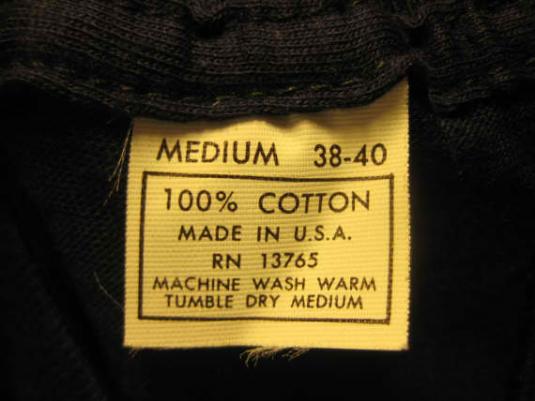 MEDIUM 38-40
100% COTTON
MADE IN U.S.A.
RN 13765
MACHINE WASH WARM
TUMBLE DRY MEDIUM